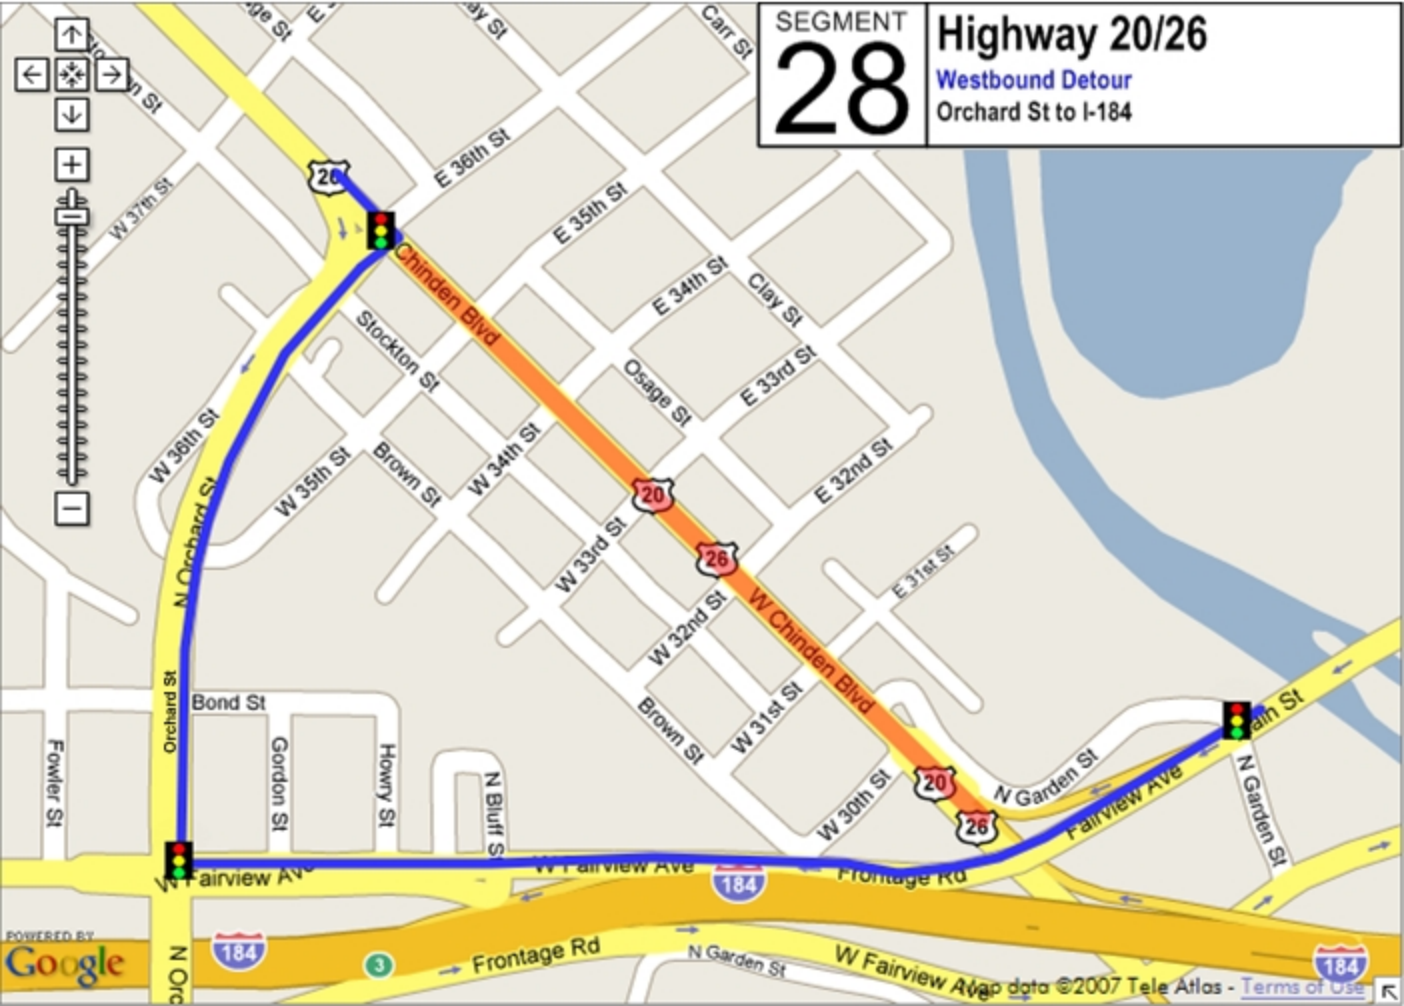 SEGMENT
28
Highway 20/26
Westbound Detour
Orchard St to I-184
Carr St
E 36th St
W 37th St
E 35th St
E 34th St
Clay St
Chinden Blvd
Stockton St
Osage St
E 33rd St
W 36th St
W 35th St
Brown St
W 34th St
E 32nd St
20
26
W 33rd St
E 31st St
N Orchard St
W 32nd St
W Chinden Blvd
Orchard St
Bond St
Brown St
W 31st St
Fowler St
Gordon St
Howry St
N Bluff St
W 30th St
20
26
N Garden St
Fairview Ave
N Garden St
W Fairview Ave
W Fairview Ave
184
Frontage Rd
POWERED BY
Google
184
3
Frontage Rd
N Garden St
W Fairview Ave
184
Map data ©2007 Tele Atlas - Terms of Use